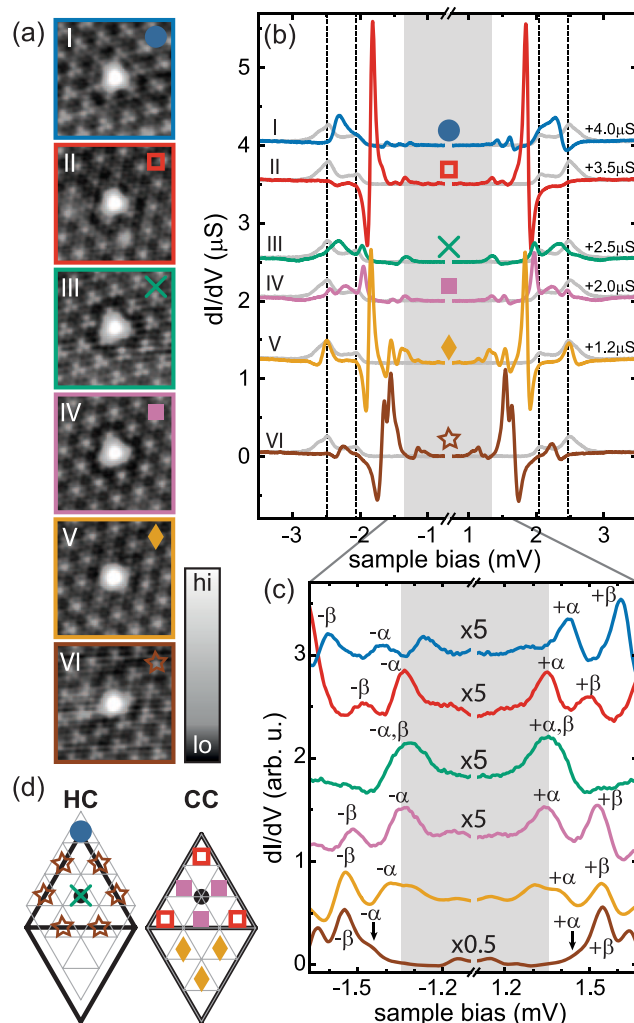 (a)
I
II
III
IV
V
VI
hi
lo
(b)
5
4
3
2
1
0
dI/dV (µS)
I
+4.0µS
II
+3.5µS
III
+2.5µS
IV
+2.0µS
V
+1.2µS
VI
-3
-2
-1
1
2
3
sample bias (mV)
(c)
3
2
1
0
dI/dV (arb. u.)
-β
-α
x5
+α
+β
-α
-β
x5
+α
+β
-α,β
x5
+α,β
-β
-α
x5
+α
+β
-β
-α
+α
+β
-β
-α
x0.5
+α
+β
-1.5
-1.2
1.2
1.5
sample bias (mV)
(d)
HC
CC